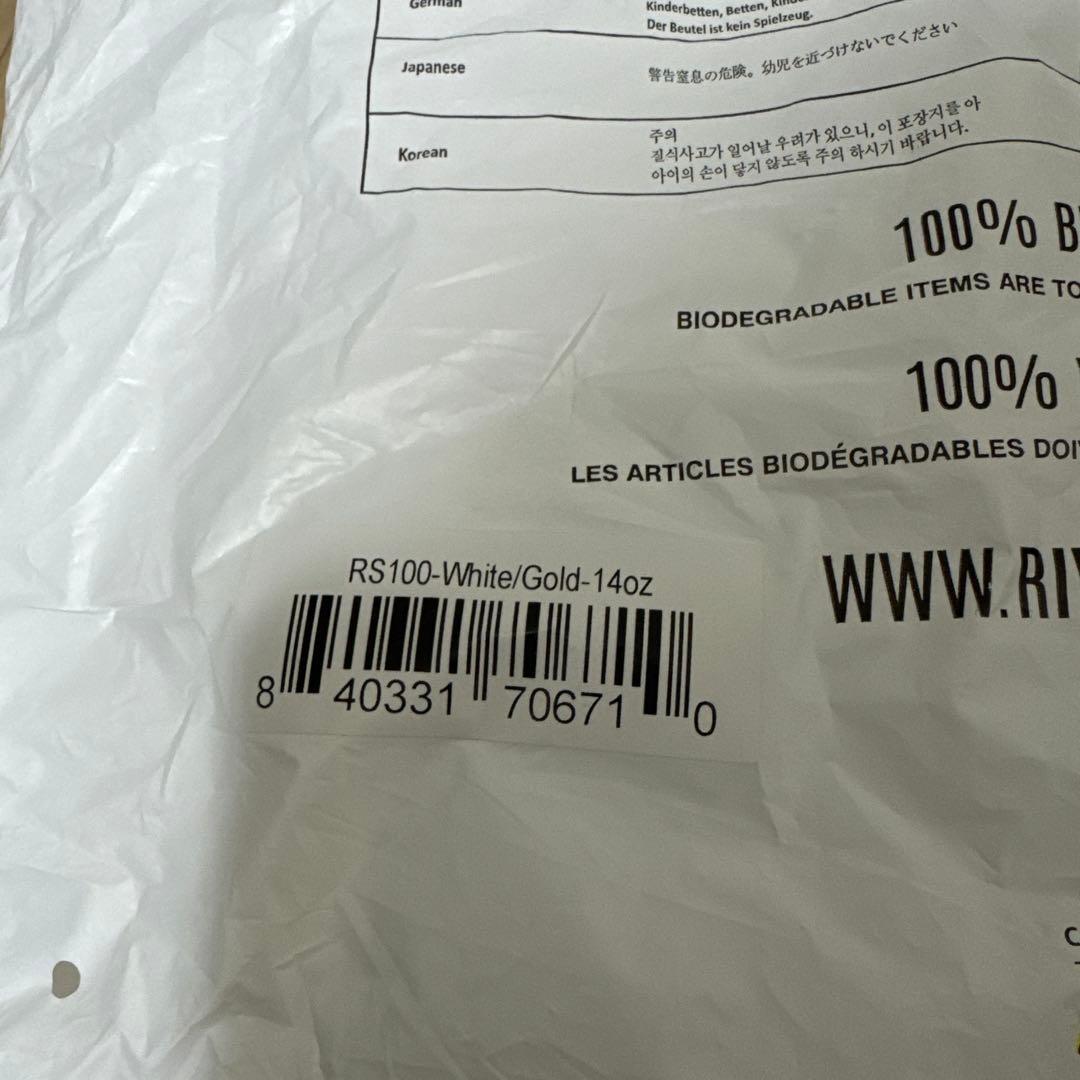 German
Kinderbetten, Betten,
Der Beutel ist kein Spielzeug.
Japanese
警告窒息の危険。幼児を近づけないでください
Korean
주의
질식사고가 일어날 우려가 있으니, 이 포장지를 아
아이의 손이 닿지 않도록 주의 하시기 바랍니다.
100% B
BIODEGRADABLE ITEMS ARE TO
100%
LES ARTICLES BIODÉGRADABLES DOI
WWW.RI
RS100-White/Gold-14oz
8 40331 70671 0